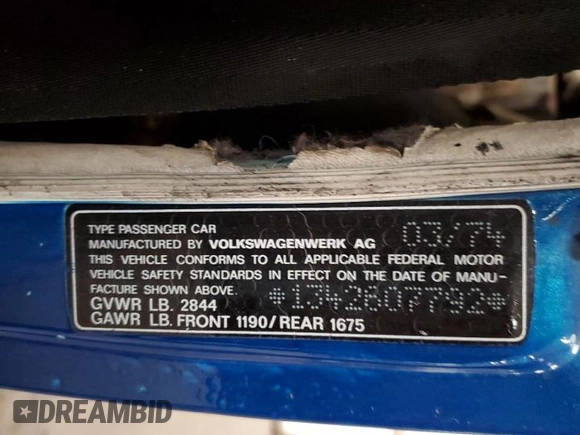 TYPE PASSENGER CAR 03/74
MANUFACTURED BY VOLKSWAGENWERK AG
THIS VEHICLE CONFORMS TO ALL APPLICABLE FEDERAL MOTOR
VEHICLE SAFETY STANDARDS IN EFFECT ON THE DATE OF MANU-
FACTURE SHOWN ABOVE. *1342607792*
GVWR LB. 2844
GAWR LB. FRONT 1190/REAR 1675
DREAMBID